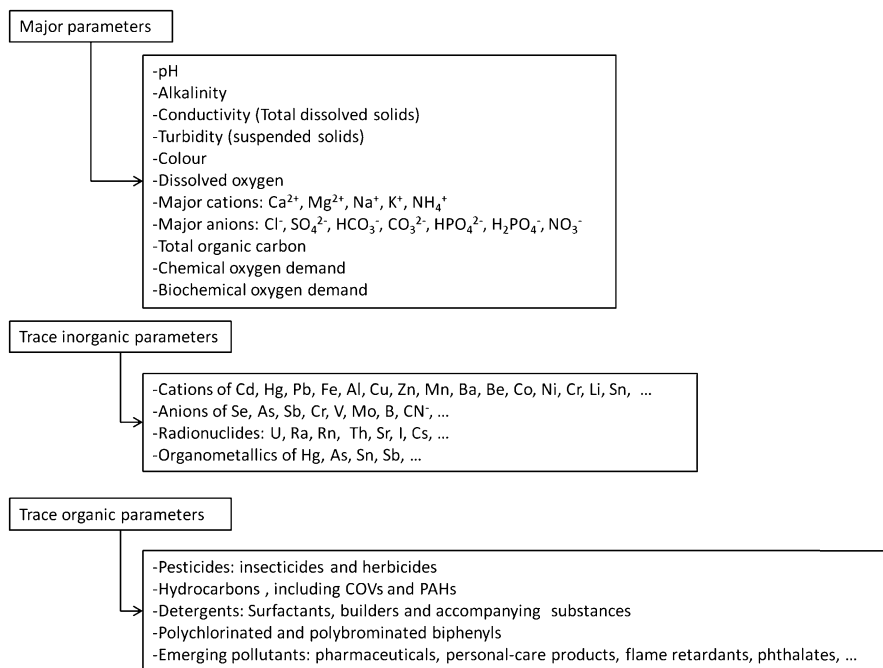 Major parameters
-pH
-Alkalinity
-Conductivity (Total dissolved solids)
-Turbidity (suspended solids)
-Colour
-Dissolved oxygen
-Major cations: Ca²⁺, Mg²⁺, Na⁺, K⁺, NH₄⁺
-Major anions: Cl⁻, SO₄²⁻, HCO₃⁻, CO₃²⁻, HPO₄²⁻, H₂PO₄⁻, NO₃⁻
-Total organic carbon
-Chemical oxygen demand
-Biochemical oxygen demand
Trace inorganic parameters
-Cations of Cd, Hg, Pb, Fe, Al, Cu, Zn, Mn, Ba, Be, Co, Ni, Cr, Li, Sn, ...
-Anions of Se, As, Sb, Cr, V, Mo, B, CN⁻, ...
-Radionuclides: U, Ra, Rn, Th, Sr, I, Cs, ...
-Organometallics of Hg, As, Sn, Sb, ...
Trace organic parameters
-Pesticides: insecticides and herbicides
-Hydrocarbons , including COVs and PAHs
-Detergents: Surfactants, builders and accompanying substances
-Polychlorinated and polybrominated biphenyls
-Emerging pollutants: pharmaceuticals, personal-care products, flame retardants, phthalates, ...